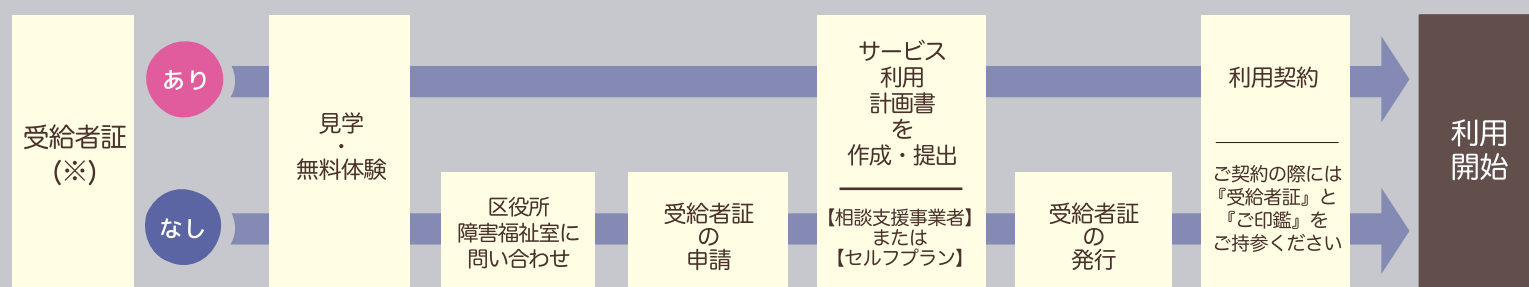 受給者証
(※)
あり
なし
見学
・
無料体験
区役所
障害福祉室に
問い合わせ
受給者証
の
申請
サービス
利用
計画書
を
作成・提出
【相談支援事業者】
または
【セルフプラン】
受給者証
の
発行
利用契約
ご契約の際には
『受給者証』と
『ご印鑑』を
ご持参ください
利用
開始